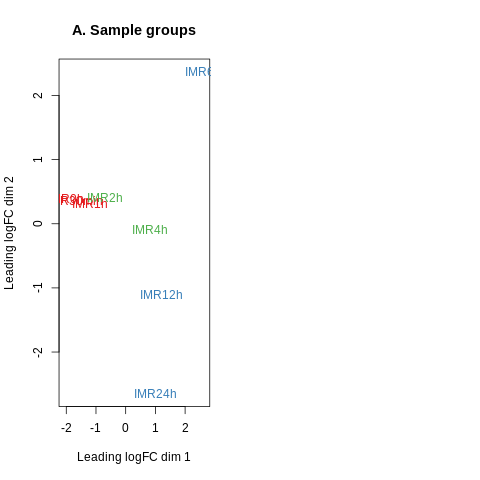 A. Sample groups
Leading logFC dim 2
2
1
0
-1
-2
IMR6
IMR2h
IMR1h
IMR4h
IMR12h
IMR24h
-2 -1 0 1 2
Leading logFC dim 1